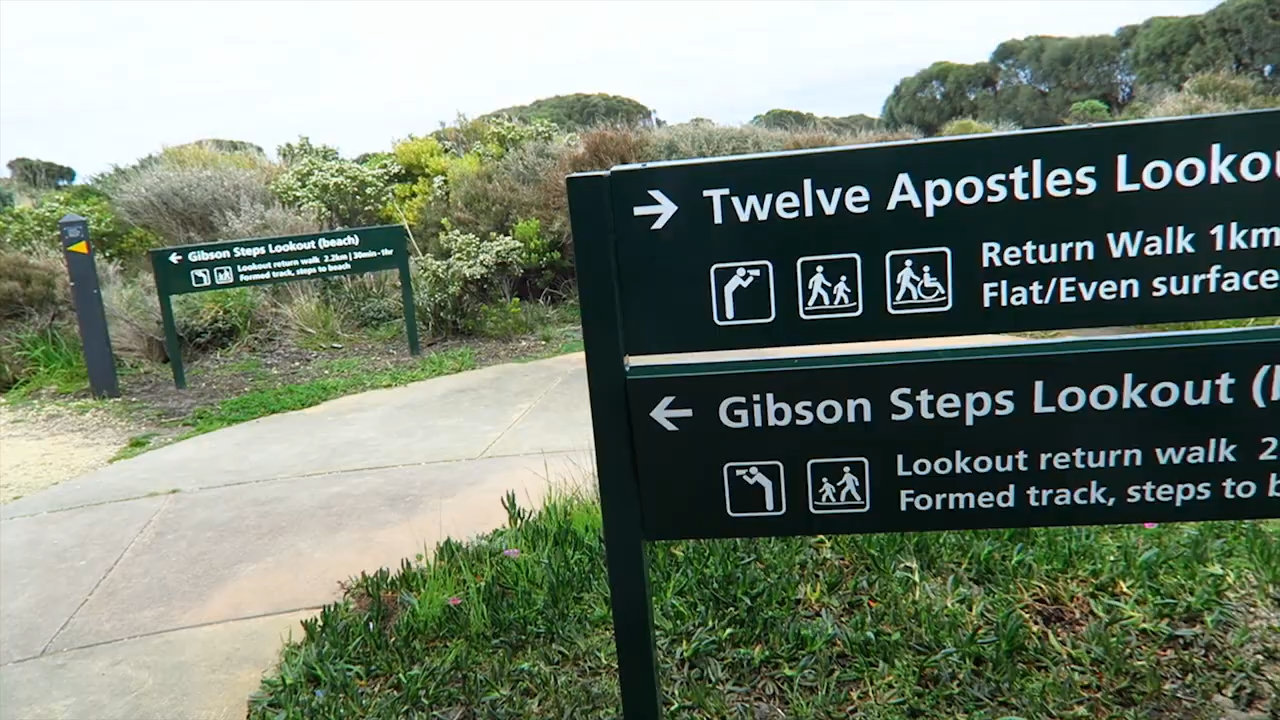 Gibson Steps Lookout (beach)
Lookout return walk 2.2km | 30min - 1hr
Formed track, steps to beach
Twelve Apostles Looko
Return Walk 1km
Flat/Even surface
Gibson Steps Lookout (
Lookout return walk 2
Formed track, steps to b